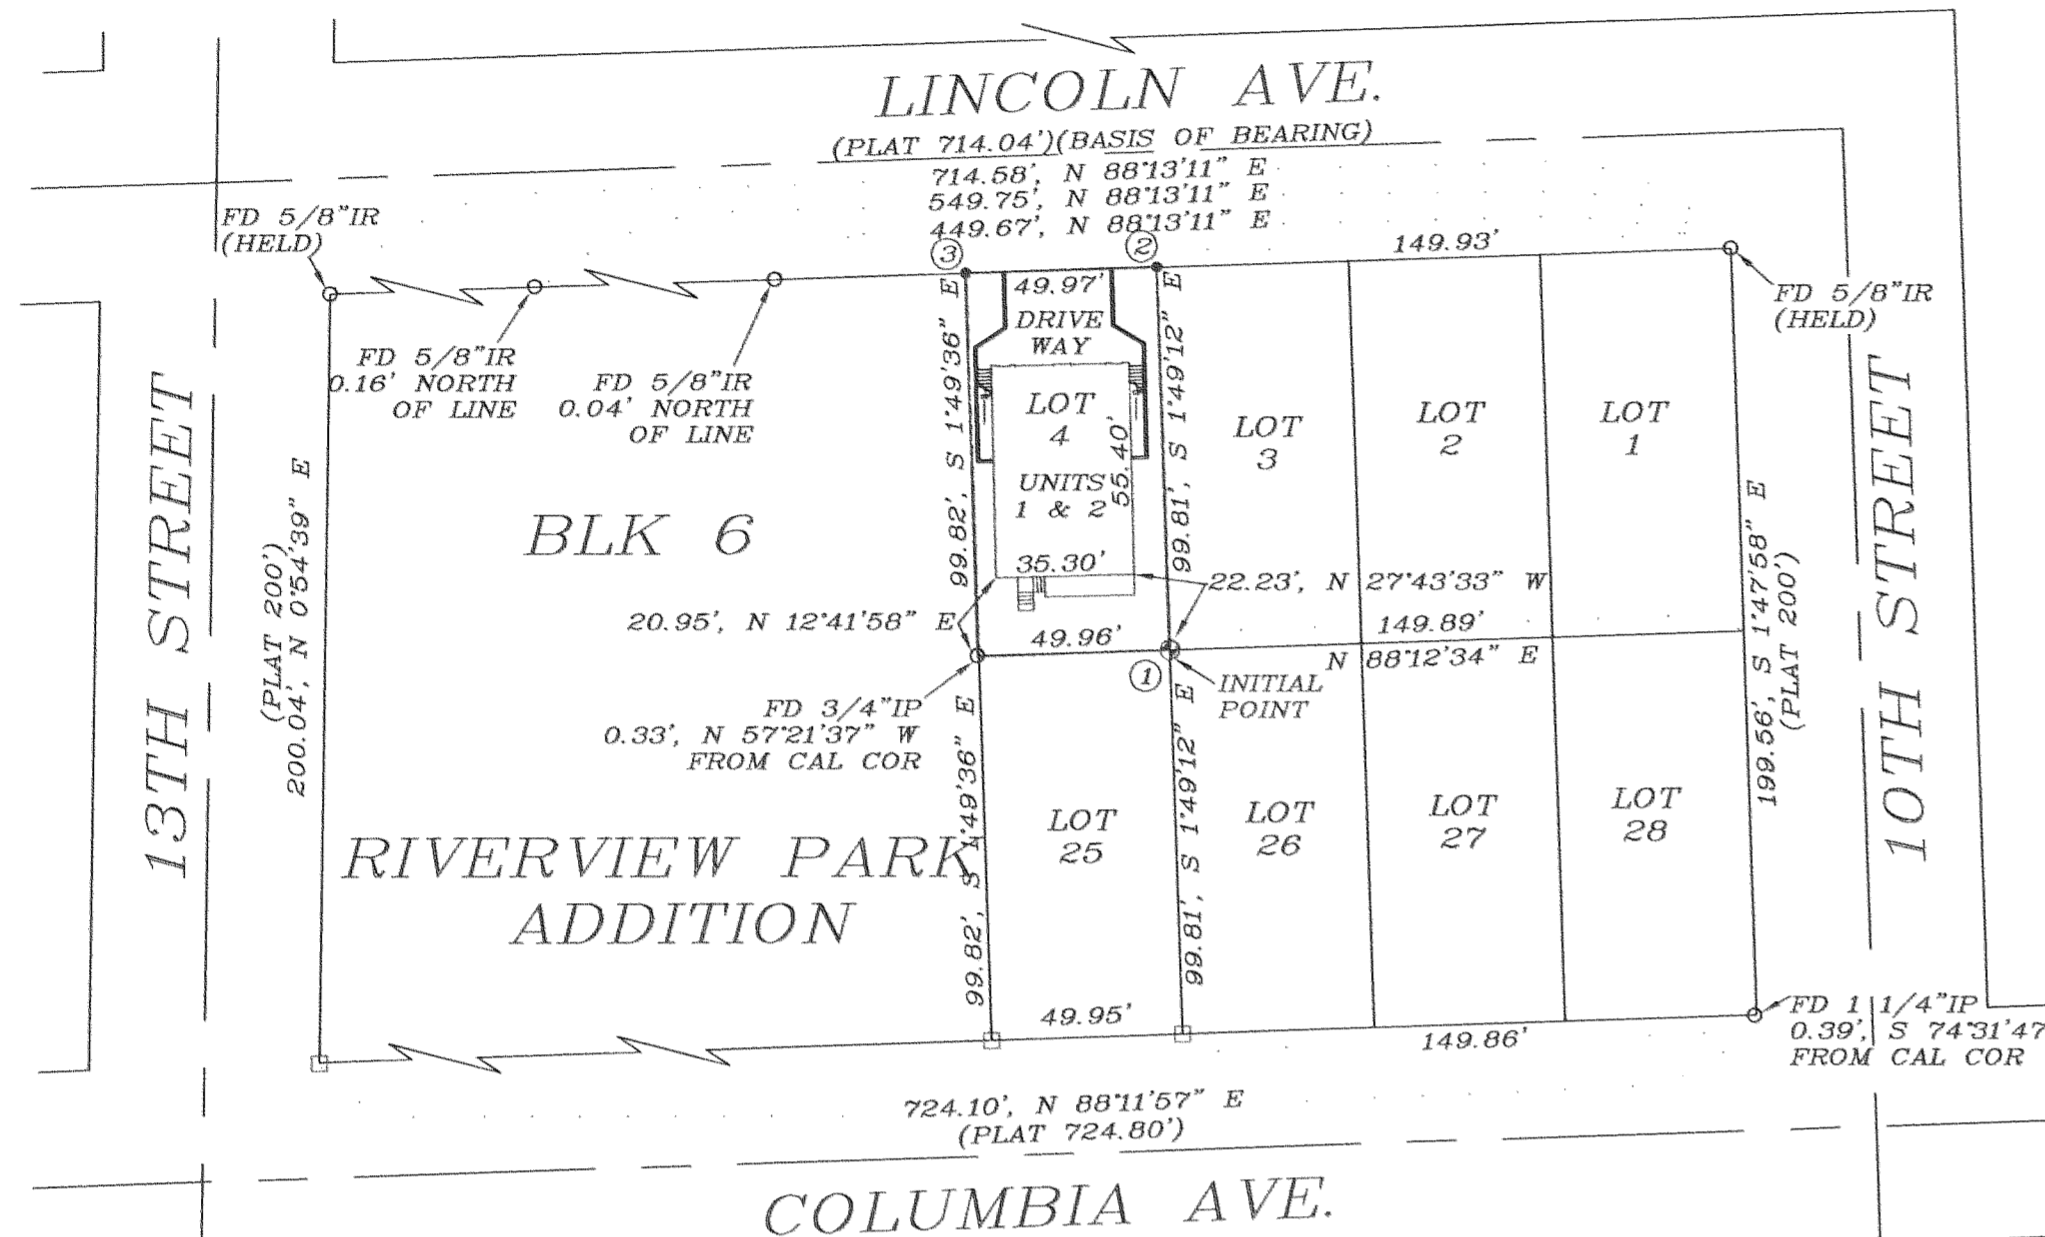 LINCOLN AVE.
(PLAT 714.04')(BASIS OF BEARING)
714.58', N 88°13'11" E
549.75', N 88°13'11" E
449.67', N 88°13'11" E
FD 5/8"IR
(HELD)
3
2
149.93'
49.97'
DRIVE
WAY
FD 5/8"IR
(HELD)
FD 5/8"IR
0.16' NORTH
OF LINE
FD 5/8"IR
0.04' NORTH
OF LINE
99.82', S 1°49'36" E
99.81', S 1°49'12" E
LOT
4
UNITS
1 & 2
55.40'
35.30'
LOT
3
LOT
2
LOT
1
13TH STREET
(PLAT 200')
200.04', N 0°54'39" E
BLK 6
10TH STREET
199.56', S 1°47'58" E
(PLAT 200')
22.23', N 27°43'33" W
20.95', N 12°41'58" E
49.96'
149.89'
N 88°12'34" E
1
INITIAL
POINT
FD 3/4"IP
0.33', N 57°21'37" W
FROM CAL COR
RIVERVIEW PARK
ADDITION
99.82', S 1°49'36" E
99.81', S 1°49'12" E
LOT
25
LOT
26
LOT
27
LOT
28
49.95'
149.86'
FD 1 1/4"IP
0.39', S 74°31'47
FROM CAL COR
724.10', N 88°11'57" E
(PLAT 724.80')
COLUMBIA AVE.